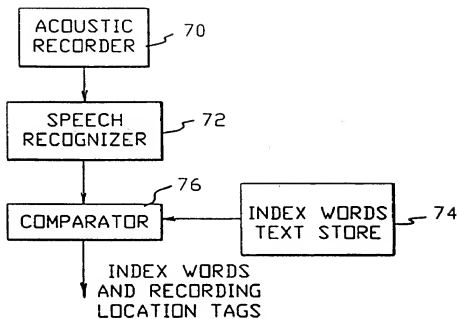 ACOUSTIC
RECORDER
70
SPEECH
RECOGNIZER
72
76
COMPARATOR
INDEX WORDS
TEXT STORE
74
INDEX WORDS
AND RECORDING
LOCATION TAGS